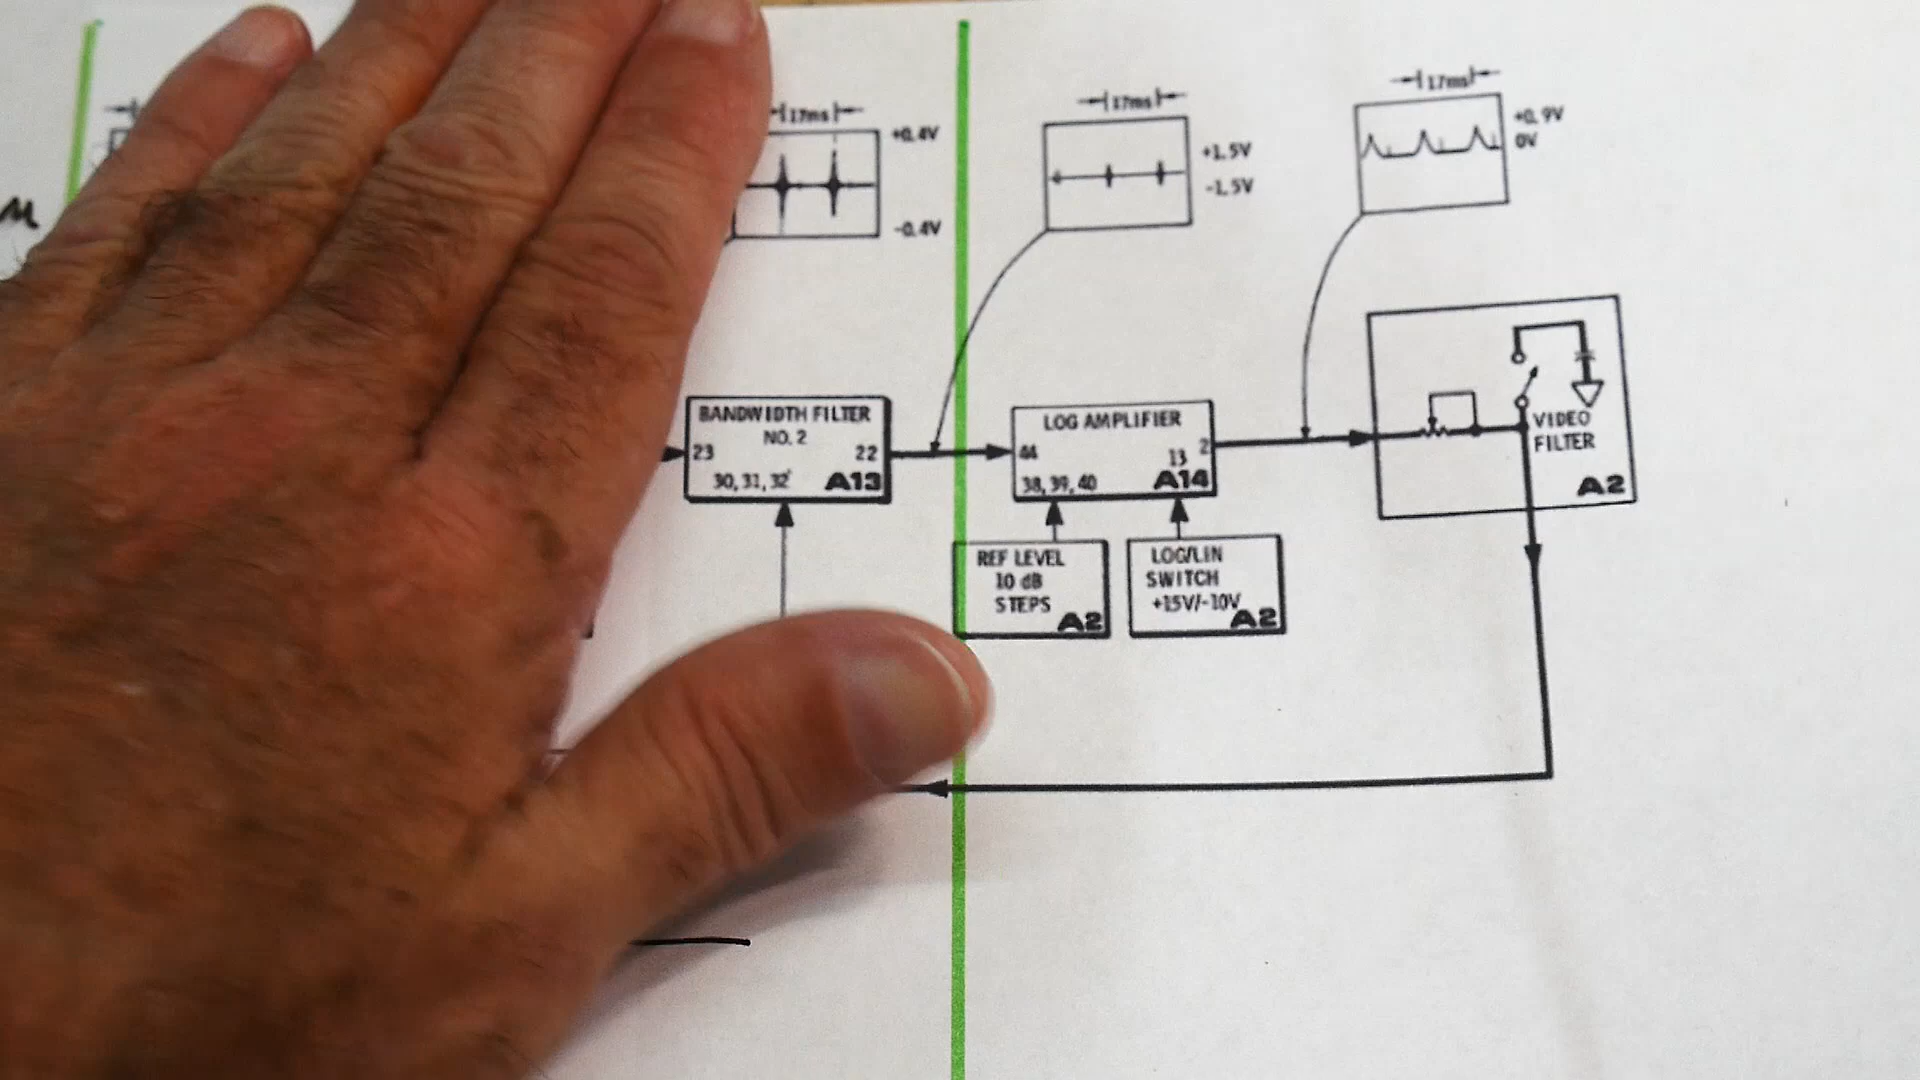 17ms
+0.4V
-0.4V
17ms
+1.5V
-1.5V
17ms
+0.9V
0V
BANDWIDTH FILTER
NO. 2
23 22
30, 31, 32 A13
LOG AMPLIFIER
44 2
13
38, 39, 40 A14
VIDEO
FILTER
A2
REF LEVEL
10 dB
STEPS
A2
LOG/LIN
SWITCH
+15V/-10V
A2